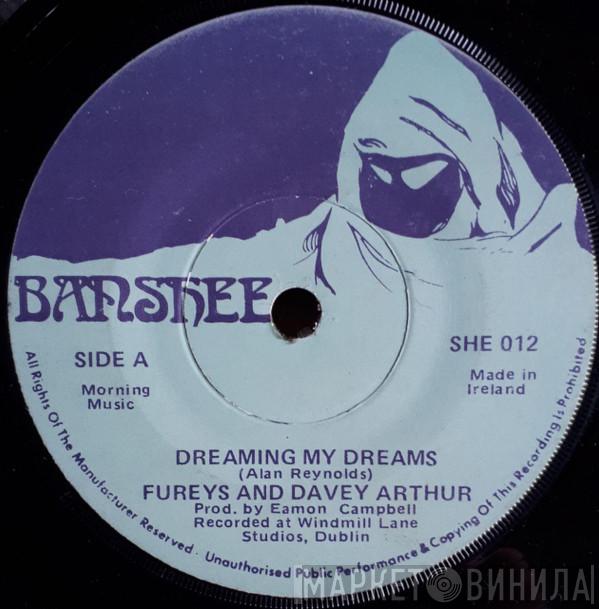 BANSHEE
SIDE A
SHE 012
Morning
Music
Made in
Ireland
DREAMING MY DREAMS
(Alan Reynolds)
FUREYS AND DAVEY ARTHUR
Prod. by Eamon Campbell
Recorded at Windmill Lane
Studios, Dublin
All Rights Of The Manufacturer Reserved · Unauthorised Public Performance & Copying Of This Recording is Prohibited
МАРКЕТ ВИНИЛА